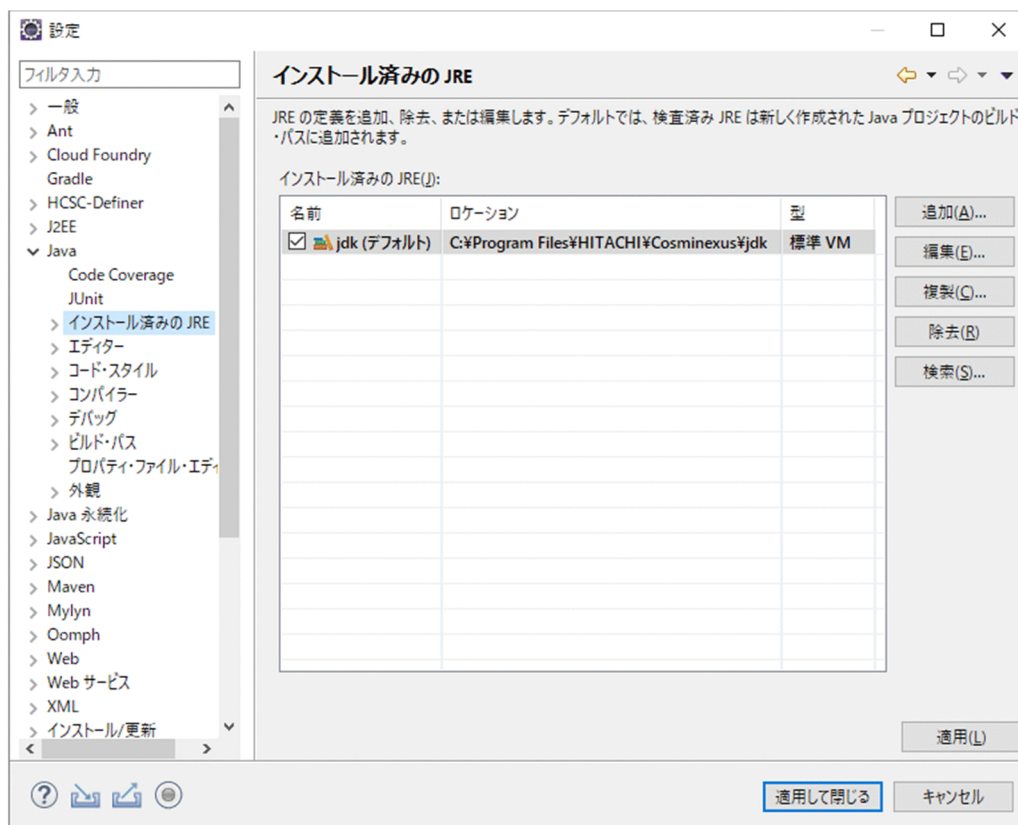 設定
フィルタ入力
一般
Ant
Cloud Foundry
Gradle
HCSC-Definer
J2EE
Java
Code Coverage
JUnit
インストール済みの JRE
エディター
コード・スタイル
コンパイラー
デバッグ
ビルド・パス
プロパティ・ファイル・エディ
外観
Java 永続化
JavaScript
JSON
Maven
Mylyn
Oomph
Web
Web サービス
XML
インストール/更新
インストール済みの JRE
JRE の定義を追加、除去、または編集します。デフォルトでは、検査済み JRE は新しく作成された Java プロジェクトのビルド
・パスに追加されます。
インストール済みの JRE(J):
名前 ロケーション 型
jdk (デフォルト) C:¥Program Files¥HITACHI¥Cosminexus¥jdk 標準 VM
追加(A)...
編集(E)...
複製(C)...
除去(R)
検索(S)...
適用(L)
適用して閉じる キャンセル